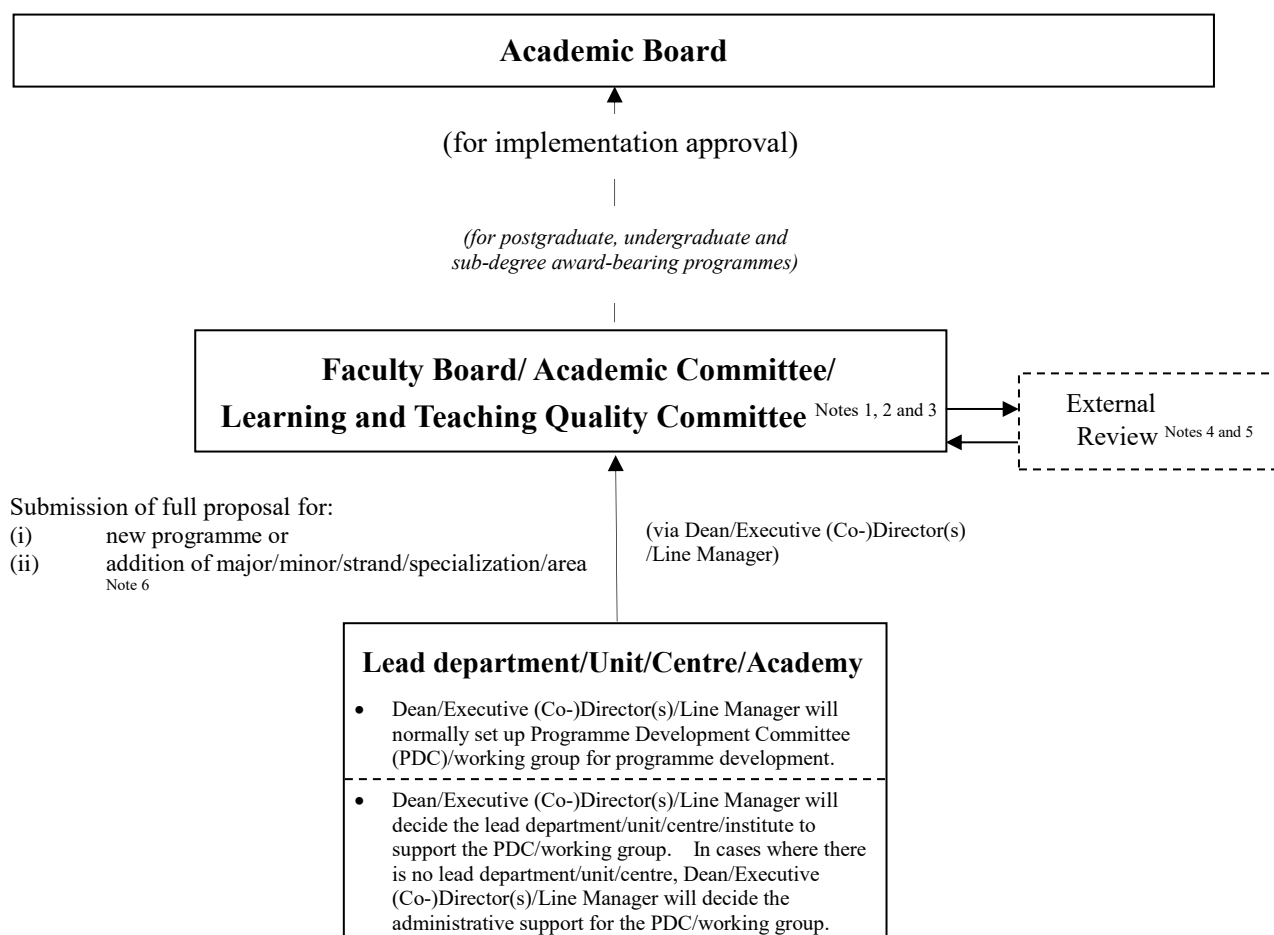 Academic Board
(for implementation approval)
(for postgraduate, undergraduate and
sub-degree award-bearing programmes)
Faculty Board/ Academic Committee/
Learning and Teaching Quality Committee Notes 1, 2 and 3
External
Review Notes 4 and 5
Submission of full proposal for:
(i) new programme or
(ii) addition of major/minor/strand/specialization/area
Note 6
(via Dean/Executive (Co-)Director(s)
/Line Manager)
Lead department/Unit/Centre/Academy
• Dean/Executive (Co-)Director(s)/Line Manager will
normally set up Programme Development Committee
(PDC)/working group for programme development.
• Dean/Executive (Co-)Director(s)/Line Manager will
decide the lead department/unit/centre/institute to
support the PDC/working group. In cases where there
is no lead department/unit/centre, Dean/Executive
(Co-)Director(s)/Line Manager will decide the
administrative support for the PDC/working group.